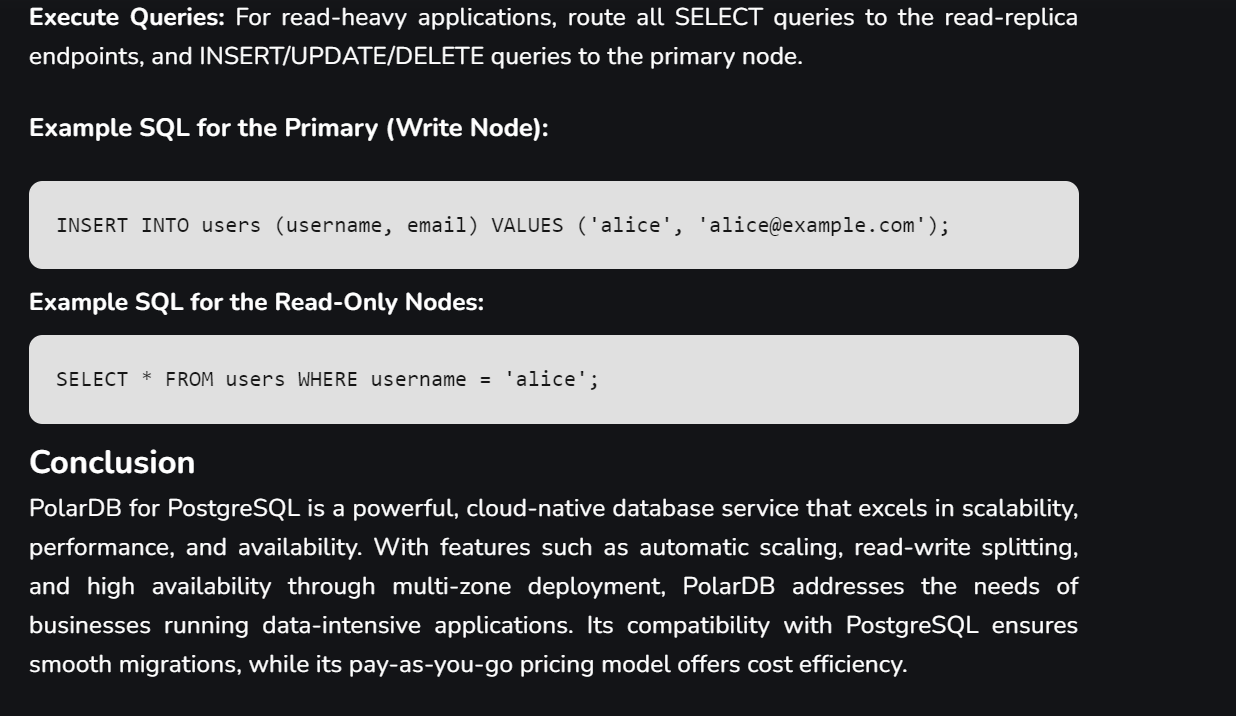 Execute Queries: For read-heavy applications, route all SELECT queries to the read-replica
endpoints, and INSERT/UPDATE/DELETE queries to the primary node.
Example SQL for the Primary (Write Node):
INSERT INTO users (username, email) VALUES ('alice', 'alice@example.com');
Example SQL for the Read-Only Nodes:
SELECT * FROM users WHERE username = 'alice';
Conclusion
PolarDB for PostgreSQL is a powerful, cloud-native database service that excels in scalability,
performance, and availability. With features such as automatic scaling, read-write splitting,
and high availability through multi-zone deployment, PolarDB addresses the needs of
businesses running data-intensive applications. Its compatibility with PostgreSQL ensures
smooth migrations, while its pay-as-you-go pricing model offers cost efficiency.